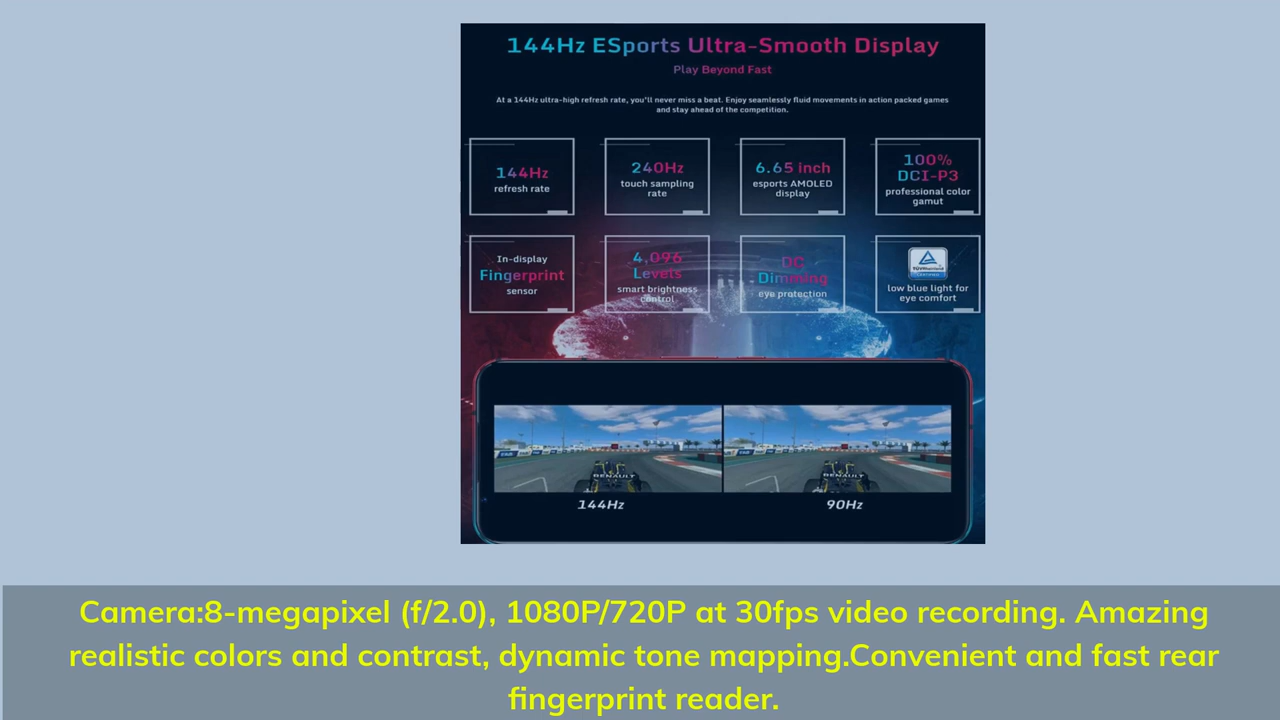 144Hz ESports Ultra-Smooth Display
Play Beyond Fast
At a 144Hz ultra-high refresh rate, you'll never miss a beat. Enjoy seamlessly fluid movements in action packed games
and stay ahead of the competition.
144Hz
refresh rate
240Hz
touch sampling
rate
6.65 inch
esports AMOLED
display
100%
DCI-P3
professional color
gamut
In-display
Fingerprint
sensor
4,096
Levels
smart brightness
control
DC
Dimming
eye protection
TÜVRheinland
low blue light for
eye comfort
RENAULT
RENAULT
144Hz
90Hz
Camera:8-megapixel (f/2.0), 1080P/720P at 30fps video recording. Amazing
realistic colors and contrast, dynamic tone mapping.Convenient and fast rear
fingerprint reader.